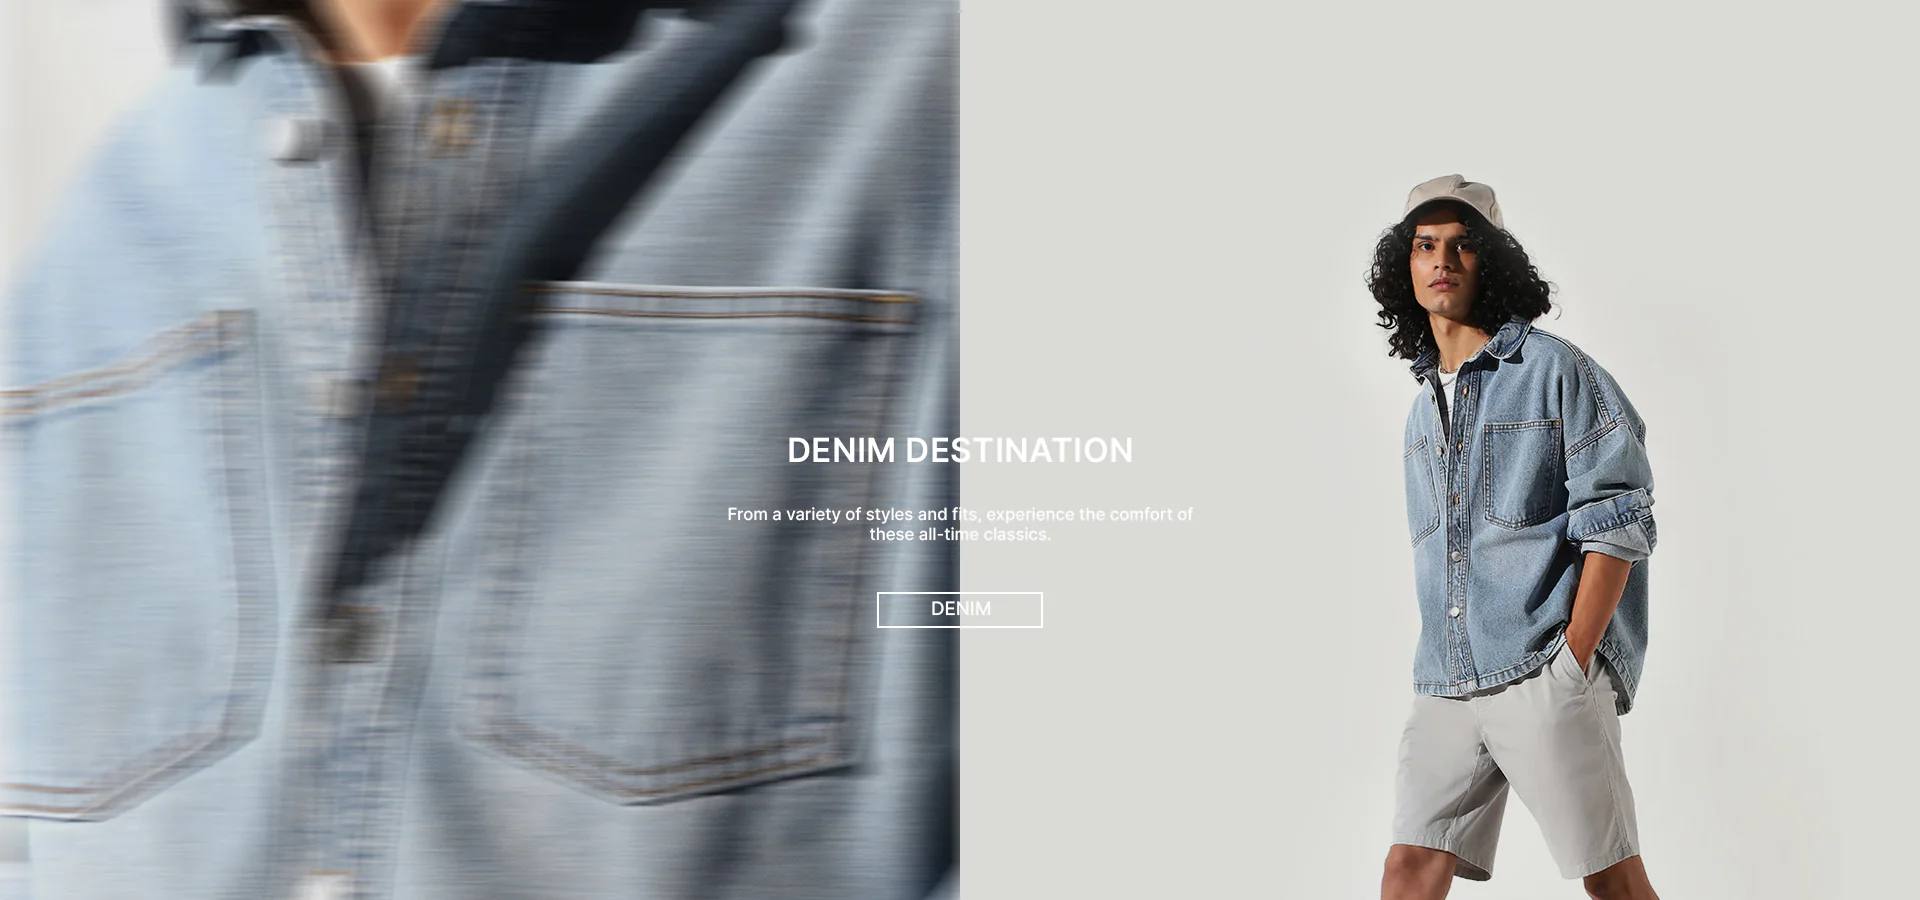 DENIM DESTINATION
From a variety of styles and fits, experience the comfort of
these all-time classics.
DENIM